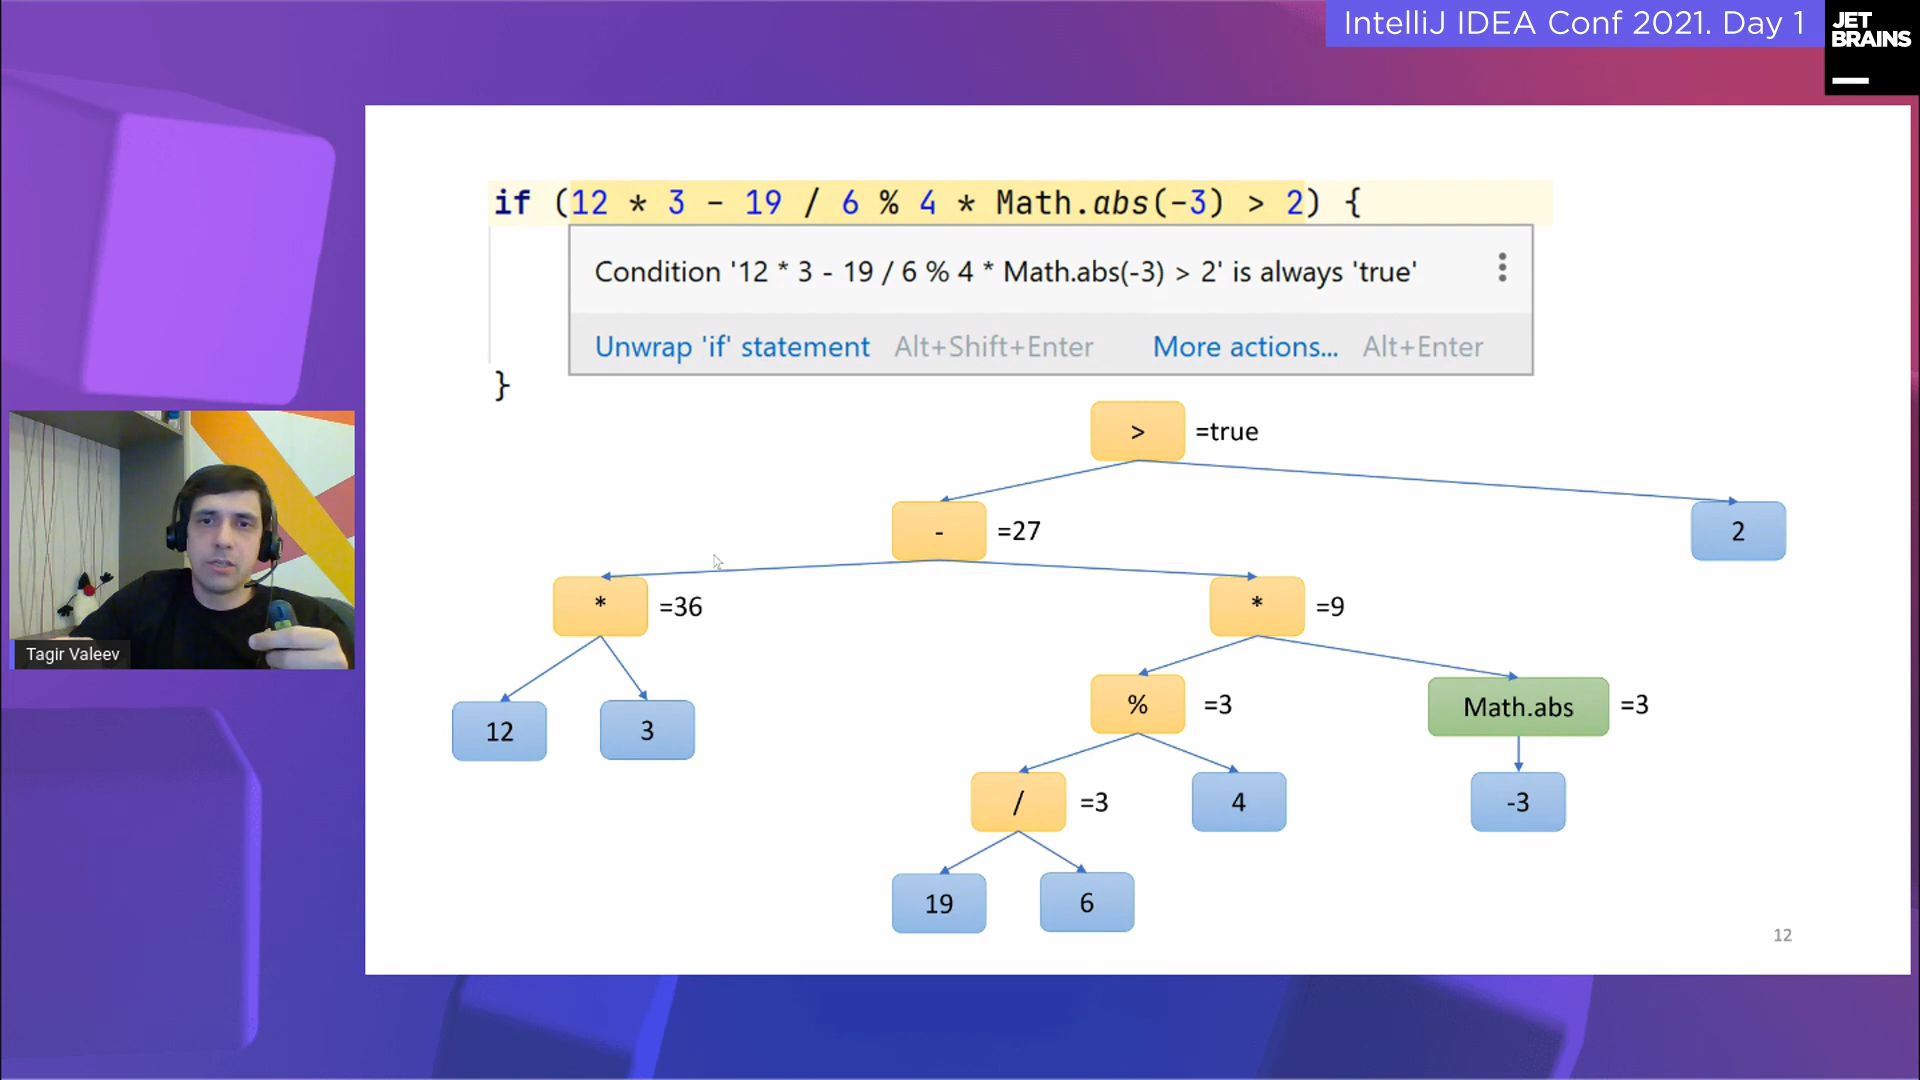 IntelliJ IDEA Conf 2021. Day 1
JET
BRAINS
if (12 * 3 - 19 / 6 % 4 * Math.abs(-3) > 2) {
Condition '12 * 3 - 19 / 6 % 4 * Math.abs(-3) > 2' is always 'true'
Unwrap 'if' statement Alt+Shift+Enter More actions... Alt+Enter
}
> =true
- =27
2
* =36
* =9
12
3
% =3
Math.abs =3
/ =3
4
-3
19
6
12
Tagir Valeev